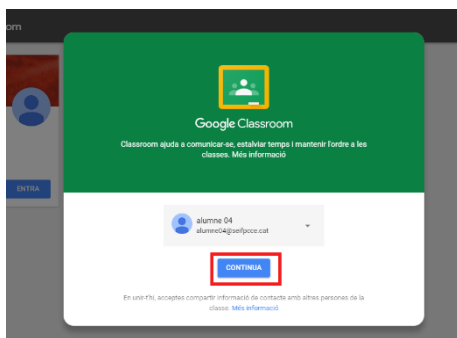 om
Google Classroom
Classroom ajuda a comunicar-se, estalviar temps i mantenir l'ordre a les
classes. Més informació
ENTRA
alumne 04
alumne04@seifpcce.cat
CONTINUA
En unir-t'hi, acceptes compartir informació de contacte amb altres persones de la
classe. Més informació